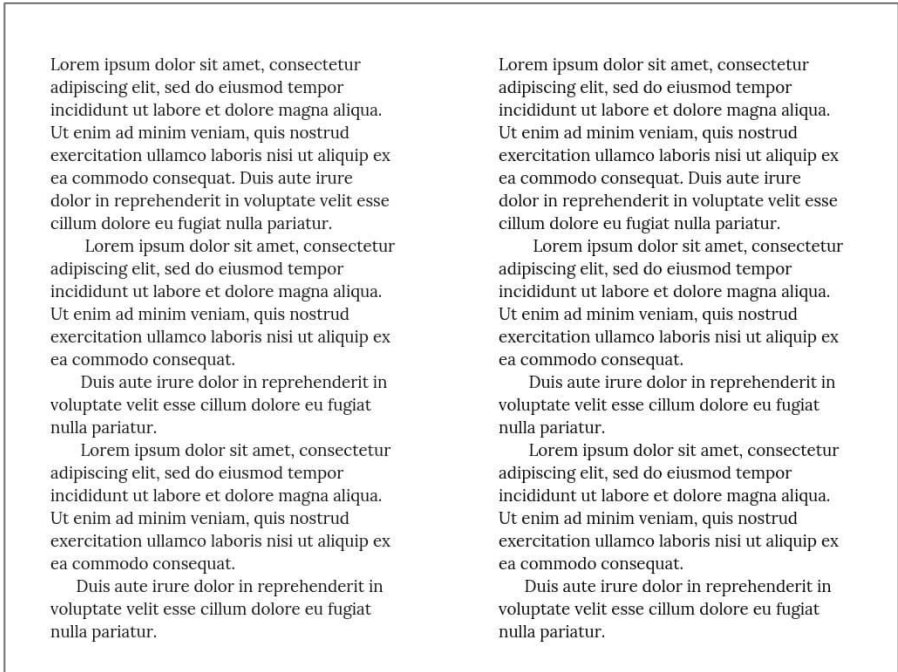 Lorem ipsum dolor sit amet, consectetur
adipiscing elit, sed do eiusmod tempor
incididunt ut labore et dolore magna aliqua.
Ut enim ad minim veniam, quis nostrud
exercitation ullamco laboris nisi ut aliquip ex
ea commodo consequat. Duis aute irure
dolor in reprehenderit in voluptate velit esse
cillum dolore eu fugiat nulla pariatur.
Lorem ipsum dolor sit amet, consectetur
adipiscing elit, sed do eiusmod tempor
incididunt ut labore et dolore magna aliqua.
Ut enim ad minim veniam, quis nostrud
exercitation ullamco laboris nisi ut aliquip ex
ea commodo consequat.
Duis aute irure dolor in reprehenderit in
voluptate velit esse cillum dolore eu fugiat
nulla pariatur.
Lorem ipsum dolor sit amet, consectetur
adipiscing elit, sed do eiusmod tempor
incididunt ut labore et dolore magna aliqua.
Ut enim ad minim veniam, quis nostrud
exercitation ullamco laboris nisi ut aliquip ex
ea commodo consequat.
Duis aute irure dolor in reprehenderit in
voluptate velit esse cillum dolore eu fugiat
nulla pariatur.
Lorem ipsum dolor sit amet, consectetur
adipiscing elit, sed do eiusmod tempor
incididunt ut labore et dolore magna aliqua.
Ut enim ad minim veniam, quis nostrud
exercitation ullamco laboris nisi ut aliquip ex
ea commodo consequat. Duis aute irure
dolor in reprehenderit in voluptate velit esse
cillum dolore eu fugiat nulla pariatur.
Lorem ipsum dolor sit amet, consectetur
adipiscing elit, sed do eiusmod tempor
incididunt ut labore et dolore magna aliqua.
Ut enim ad minim veniam, quis nostrud
exercitation ullamco laboris nisi ut aliquip ex
ea commodo consequat.
Duis aute irure dolor in reprehenderit in
voluptate velit esse cillum dolore eu fugiat
nulla pariatur.
Lorem ipsum dolor sit amet, consectetur
adipiscing elit, sed do eiusmod tempor
incididunt ut labore et dolore magna aliqua.
Ut enim ad minim veniam, quis nostrud
exercitation ullamco laboris nisi ut aliquip ex
ea commodo consequat.
Duis aute irure dolor in reprehenderit in
voluptate velit esse cillum dolore eu fugiat
nulla pariatur.